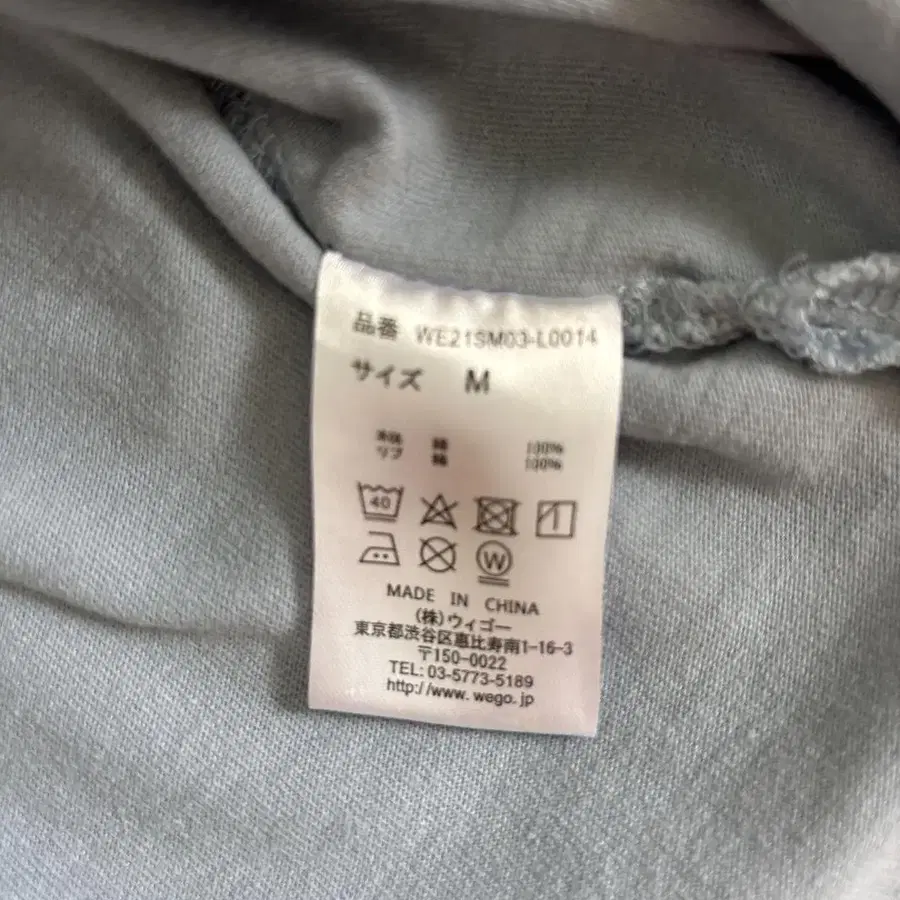 品番 WE21SM03-L0014
サイズ M
本体 綿 100%
リブ 綿 100%
40
W
MADE IN CHINA
(株)ウィゴー
東京都渋谷区恵比寿南1-16-3
〒150-0022
TEL: 03-5773-5189
http://www.wego.jp